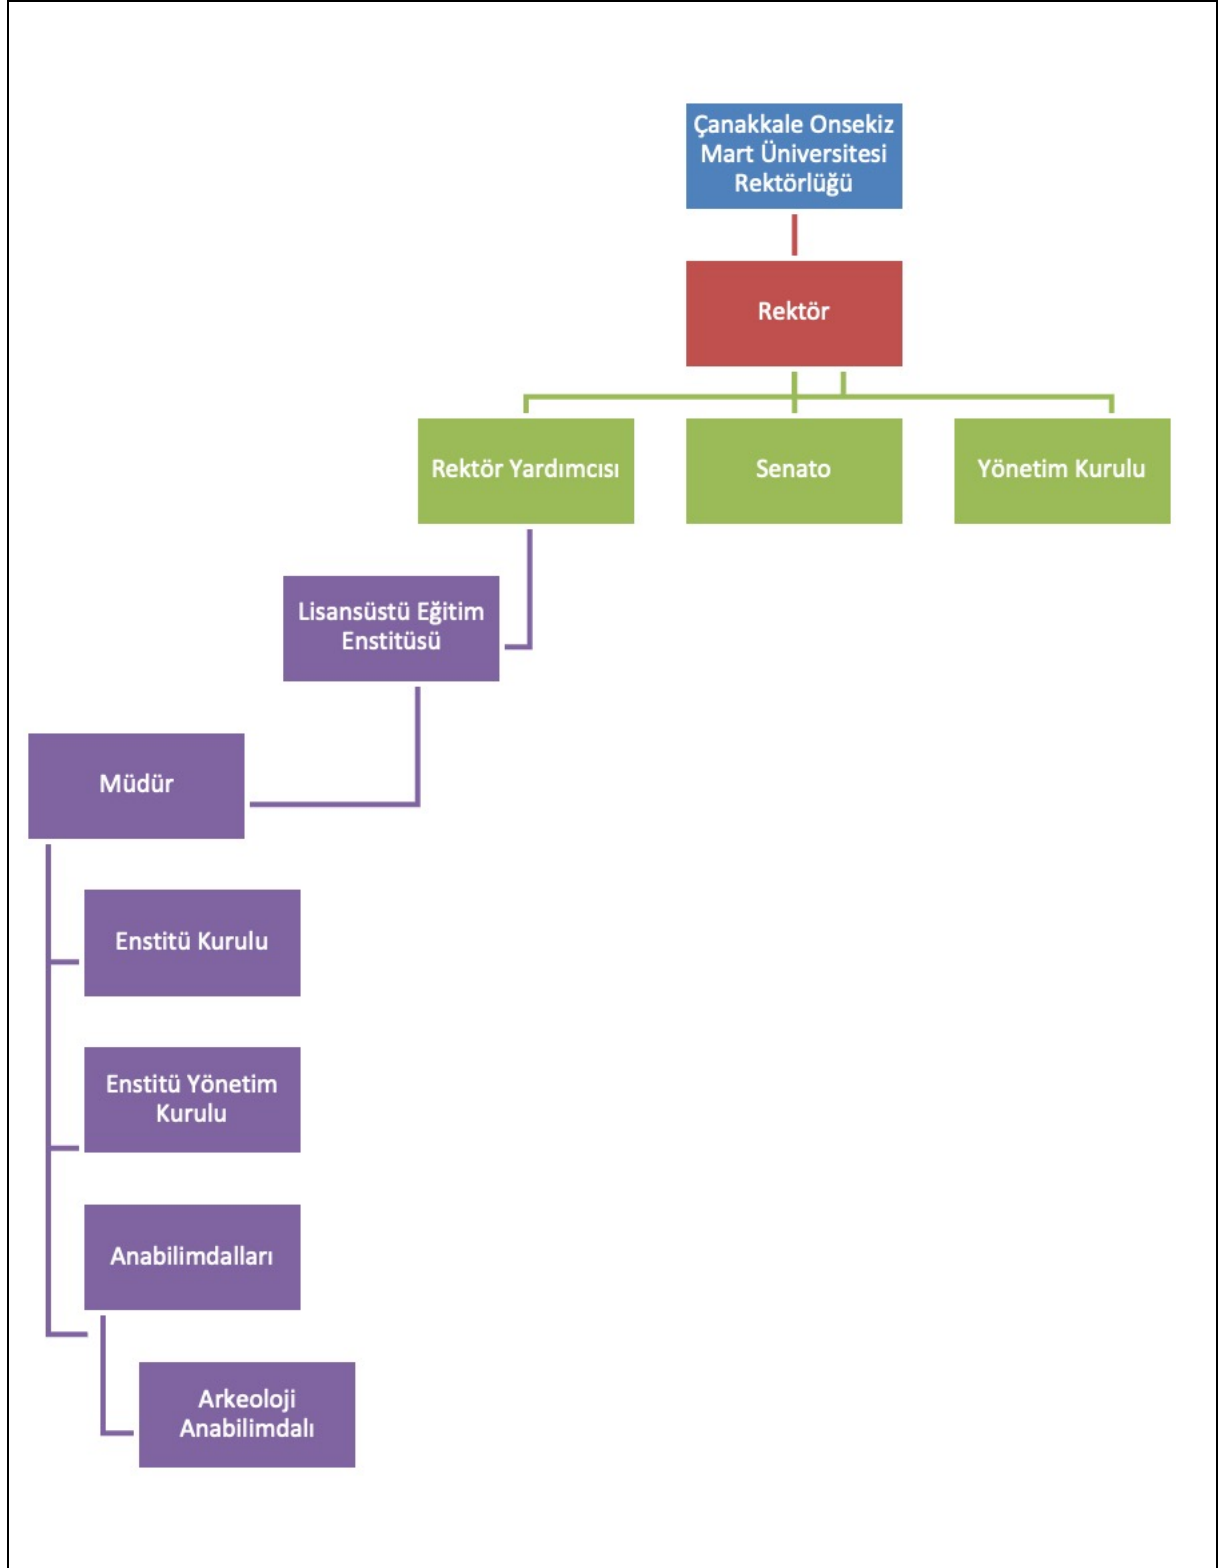 Çanakkale Onsekiz
Mart Üniversitesi
Rektörlüğü
Rektör
Rektör Yardımcısı
Senato
Yönetim Kurulu
Lisansüstü Eğitim
Enstitüsü
Müdür
Enstitü Kurulu
Enstitü Yönetim
Kurulu
Anabilimdalları
Arkeoloji
Anabilimdalı